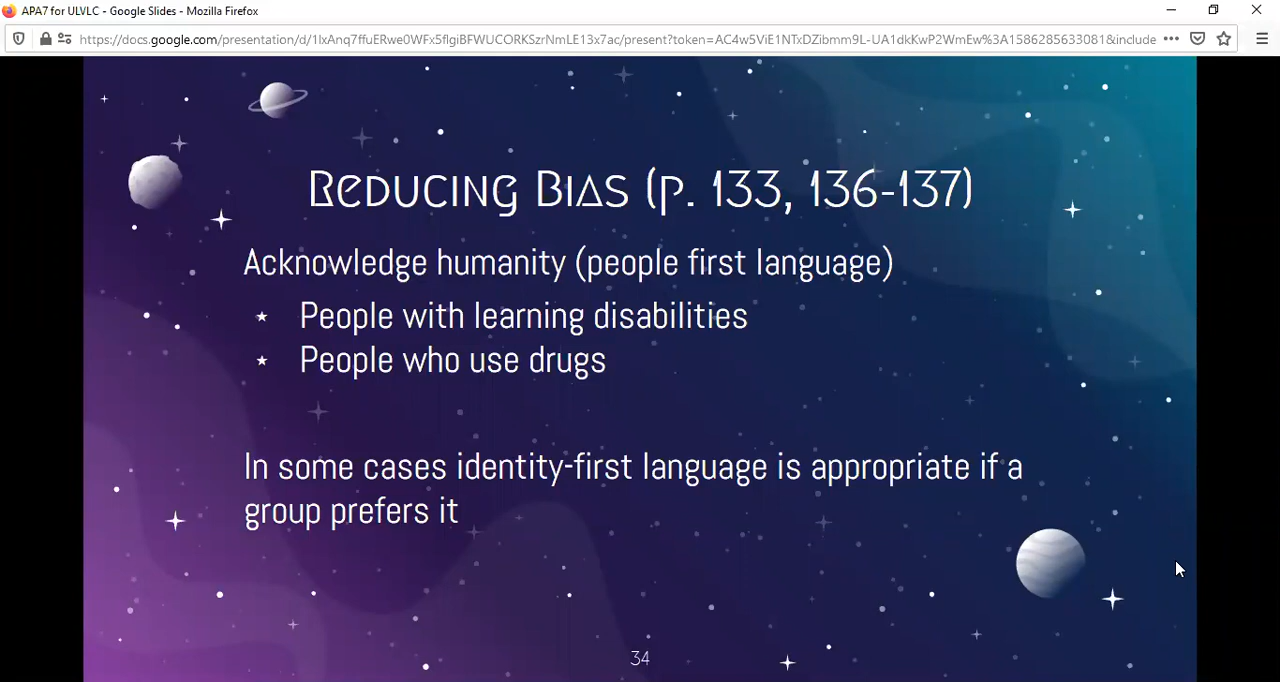 APA7 for ULVLC - Google Slides - Mozilla Firefox
https://docs.google.com/presentation/d/1lxAnq7ffuERwe0WFx5flgiBFWUCORKSzrNmLE13x7ac/present?token=AC4w5ViE1NTxDZibmm9L-UA1dkKwP2WmEw%3A1586285633081&include
Reducing Bias (p. 133, 136-137)
Acknowledge humanity (people first language)
People with learning disabilities
People who use drugs
In some cases identity-first language is appropriate if a
group prefers it
34